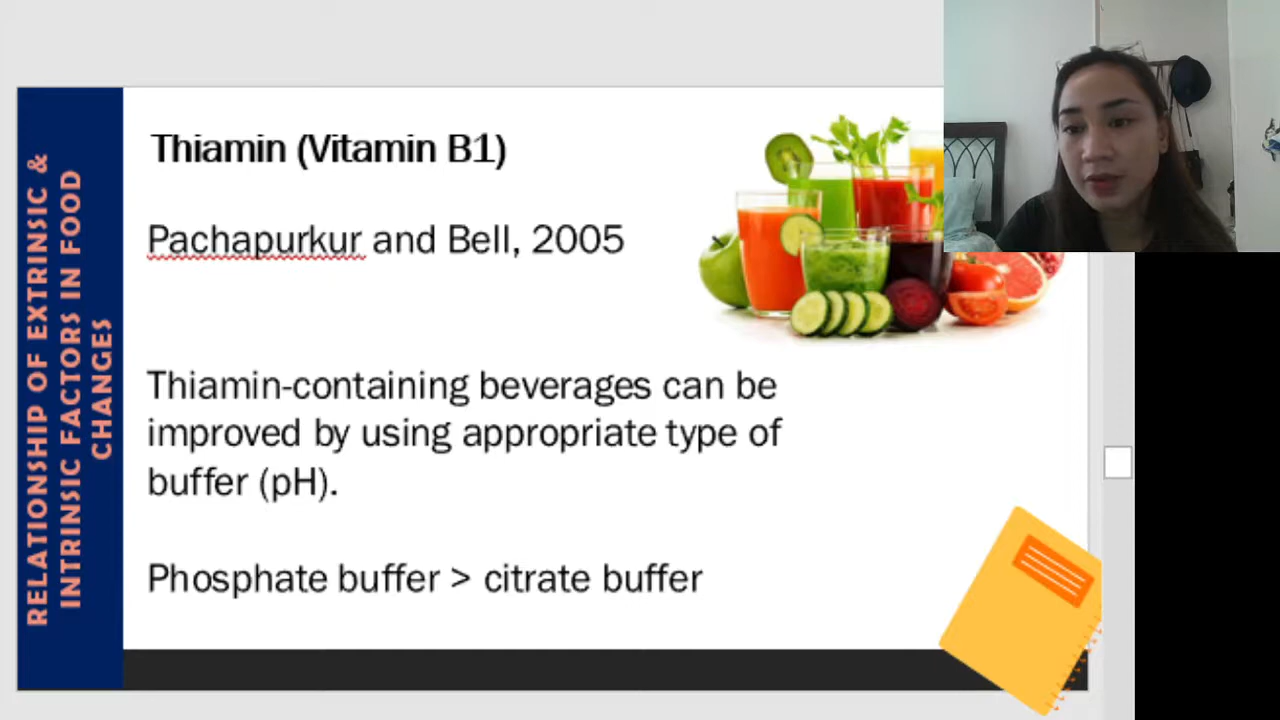 RELATIONSHIP OF EXTRINSIC &
INTRINSIC FACTORS IN FOOD
CHANGES
Thiamin (Vitamin B1)
Pachapurkur and Bell, 2005
Thiamin-containing beverages can be
improved by using appropriate type of
buffer (pH).
Phosphate buffer > citrate buffer